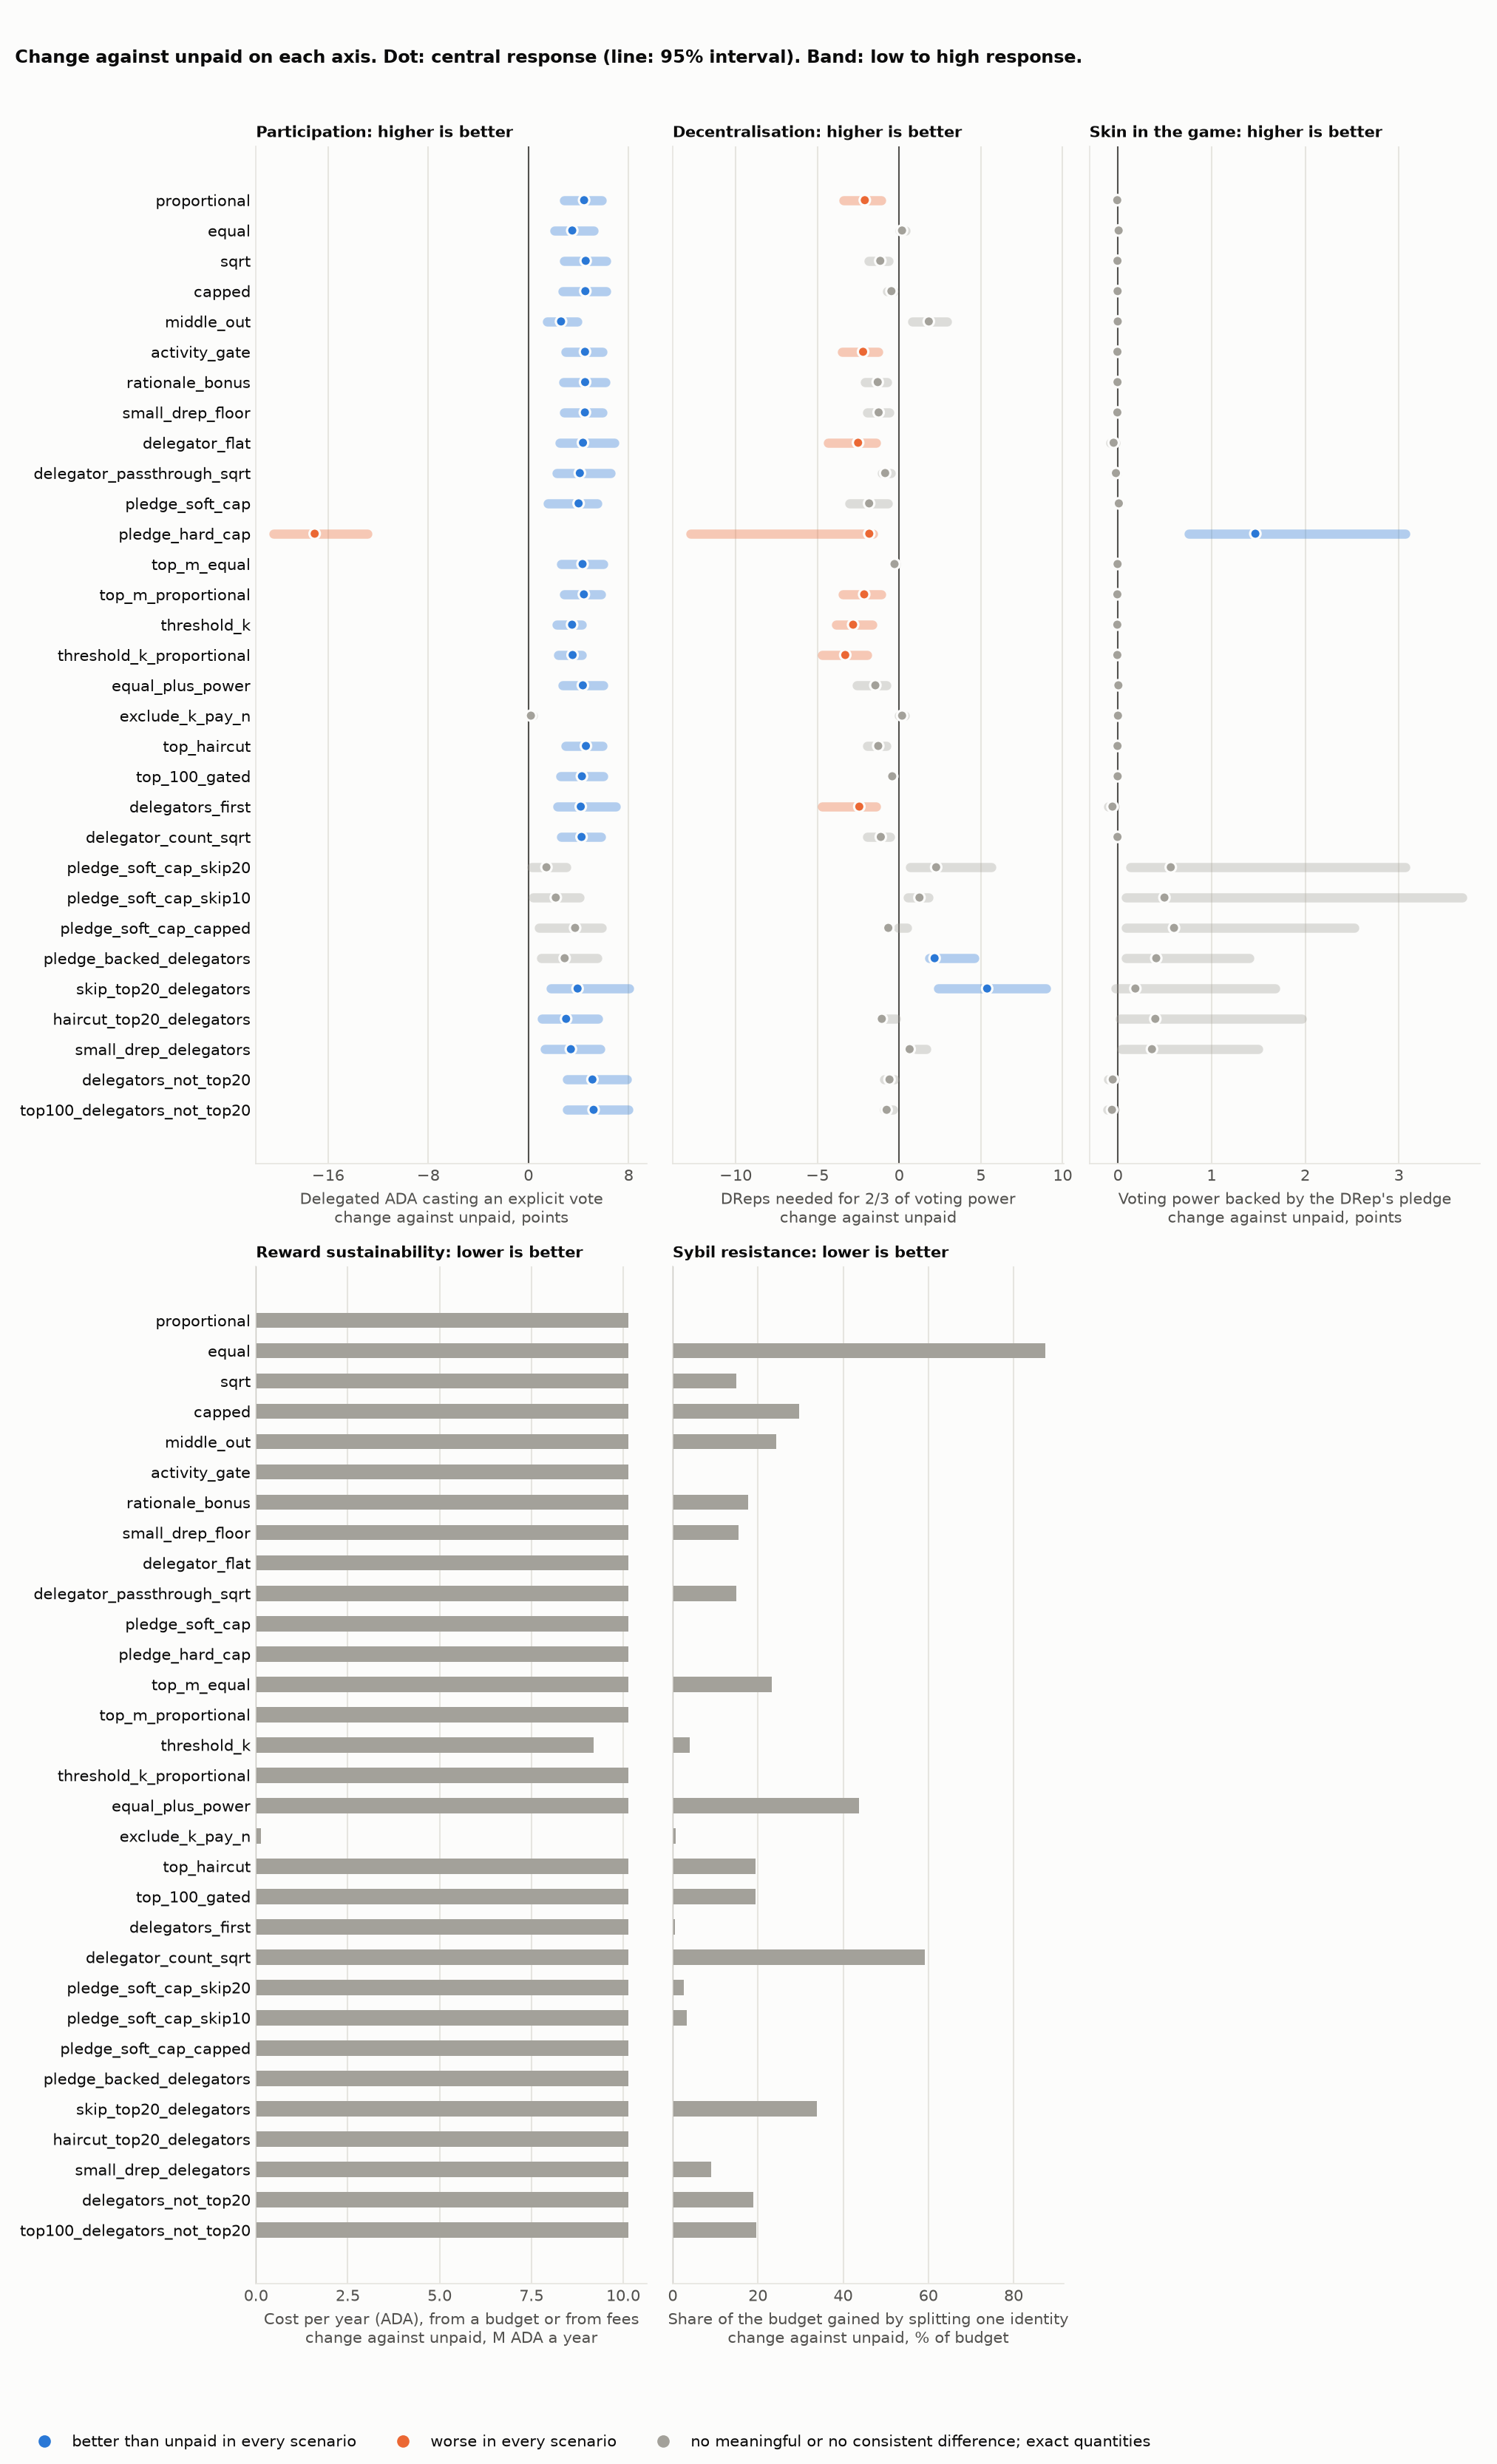 Change against unpaid on each axis. Dot: central response (line: 95% interval). Band: low to high response.
Participation: higher is better
Decentralisation: higher is better
Skin in the game: higher is better
proportional
equal
sqrt
capped
middle_out
activity_gate
rationale_bonus
small_drep_floor
delegator_flat
delegator_passthrough_sqrt
pledge_soft_cap
pledge_hard_cap
top_m_equal
top_m_proportional
threshold_k
threshold_k_proportional
equal_plus_power
exclude_k_pay_n
top_haircut
top_100_gated
delegators_first
delegator_count_sqrt
pledge_soft_cap_skip20
pledge_soft_cap_skip10
pledge_soft_cap_capped
pledge_backed_delegators
skip_top20_delegators
haircut_top20_delegators
small_drep_delegators
delegators_not_top20
top100_delegators_not_top20
−16 −8 0 8
−10 −5 0 5 10
0 1 2 3
Delegated ADA casting an explicit vote
change against unpaid, points
DReps needed for 2/3 of voting power
change against unpaid
Voting power backed by the DRep's pledge
change against unpaid, points
Reward sustainability: lower is better
Sybil resistance: lower is better
proportional
equal
sqrt
capped
middle_out
activity_gate
rationale_bonus
small_drep_floor
delegator_flat
delegator_passthrough_sqrt
pledge_soft_cap
pledge_hard_cap
top_m_equal
top_m_proportional
threshold_k
threshold_k_proportional
equal_plus_power
exclude_k_pay_n
top_haircut
top_100_gated
delegators_first
delegator_count_sqrt
pledge_soft_cap_skip20
pledge_soft_cap_skip10
pledge_soft_cap_capped
pledge_backed_delegators
skip_top20_delegators
haircut_top20_delegators
small_drep_delegators
delegators_not_top20
top100_delegators_not_top20
0.0 2.5 5.0 7.5 10.0
0 20 40 60 80
Cost per year (ADA), from a budget or from fees
change against unpaid, M ADA a year
Share of the budget gained by splitting one identity
change against unpaid, % of budget
better than unpaid in every scenario
worse in every scenario
no meaningful or no consistent difference; exact quantities